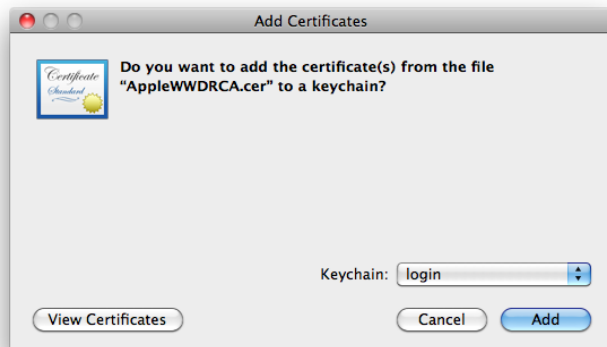 Add Certificates
Certificate
Standard
Do you want to add the certificate(s) from the file
“AppleWWDRCA.cer” to a keychain?
Keychain: login
View Certificates Cancel Add